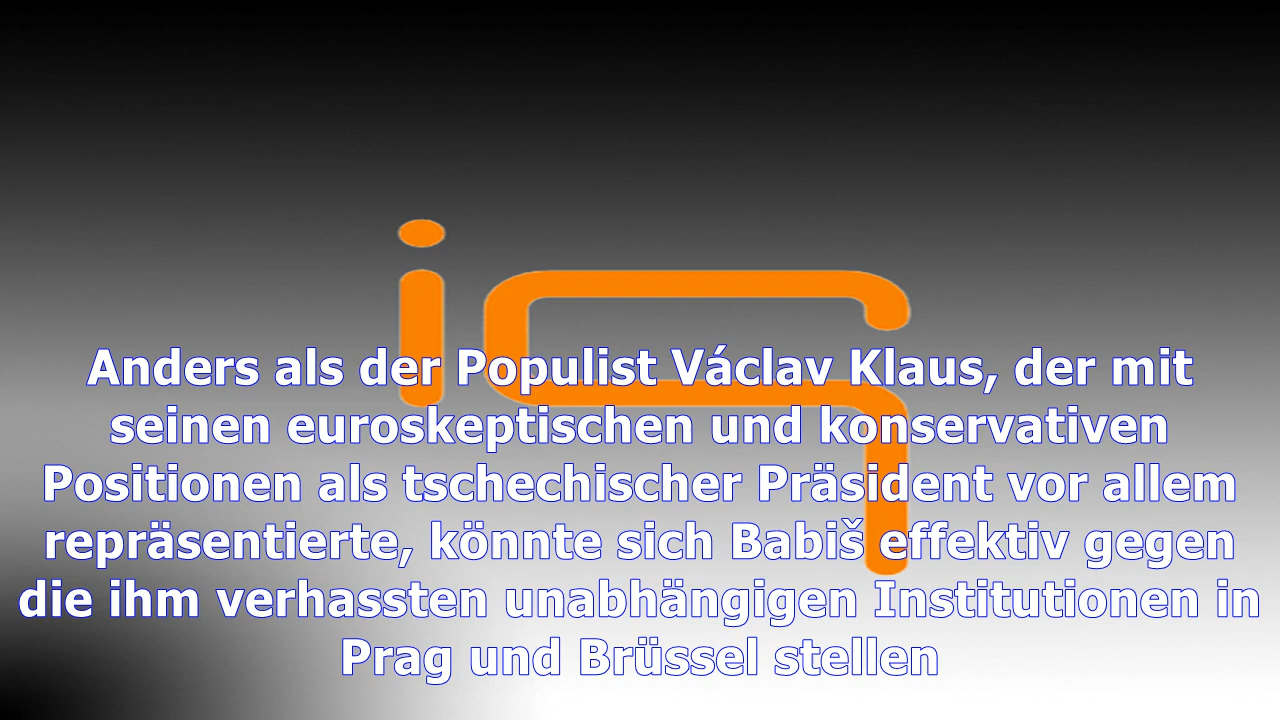 Anders als der Populist Václav Klaus, der mit
seinen euroskeptischen und konservativen
Positionen als tschechischer Präsident vor allem
repräsentierte, könnte sich Babiš effektiv gegen
die ihm verhassten unabhängigen Institutionen in
Prag und Brüssel stellen